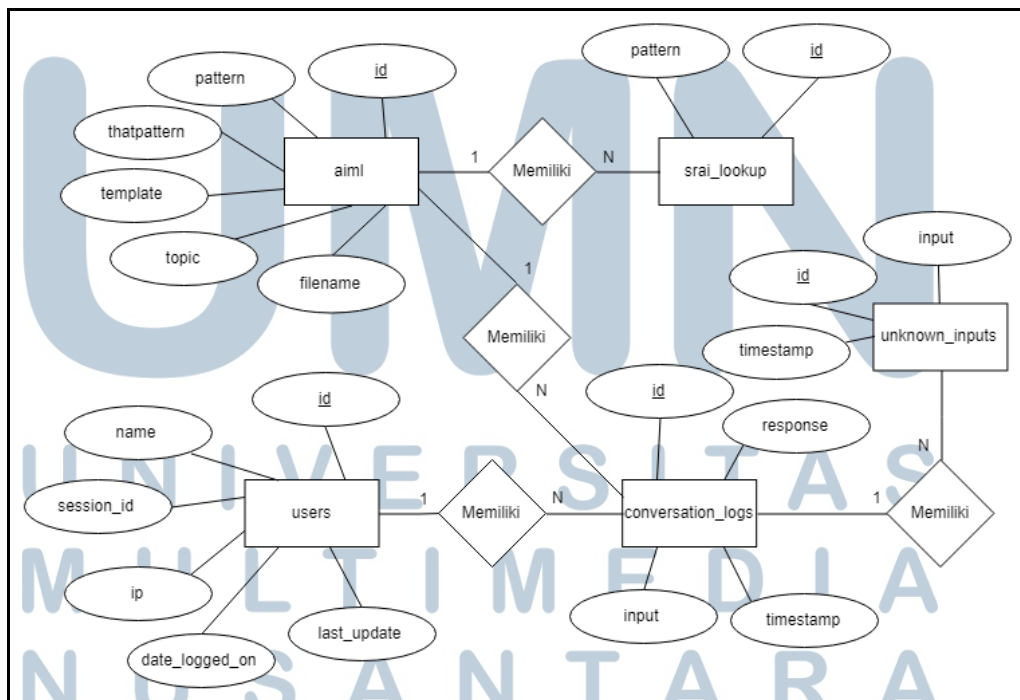 pattern
id
pattern
id
thatpattern
aiml
1
Memiliki
N
srai_lookup
template
topic
filename
input
id
unknown_inputs
timestamp
1
Memiliki
N
id
response
N
id
name
session_id
users
1
Memiliki
N
conversation_logs
1
Memiliki
ip
date_logged_on
last_update
input
timestamp
UMN
UNIVERSITAS
MULTIMEDIA
NUSANTARA